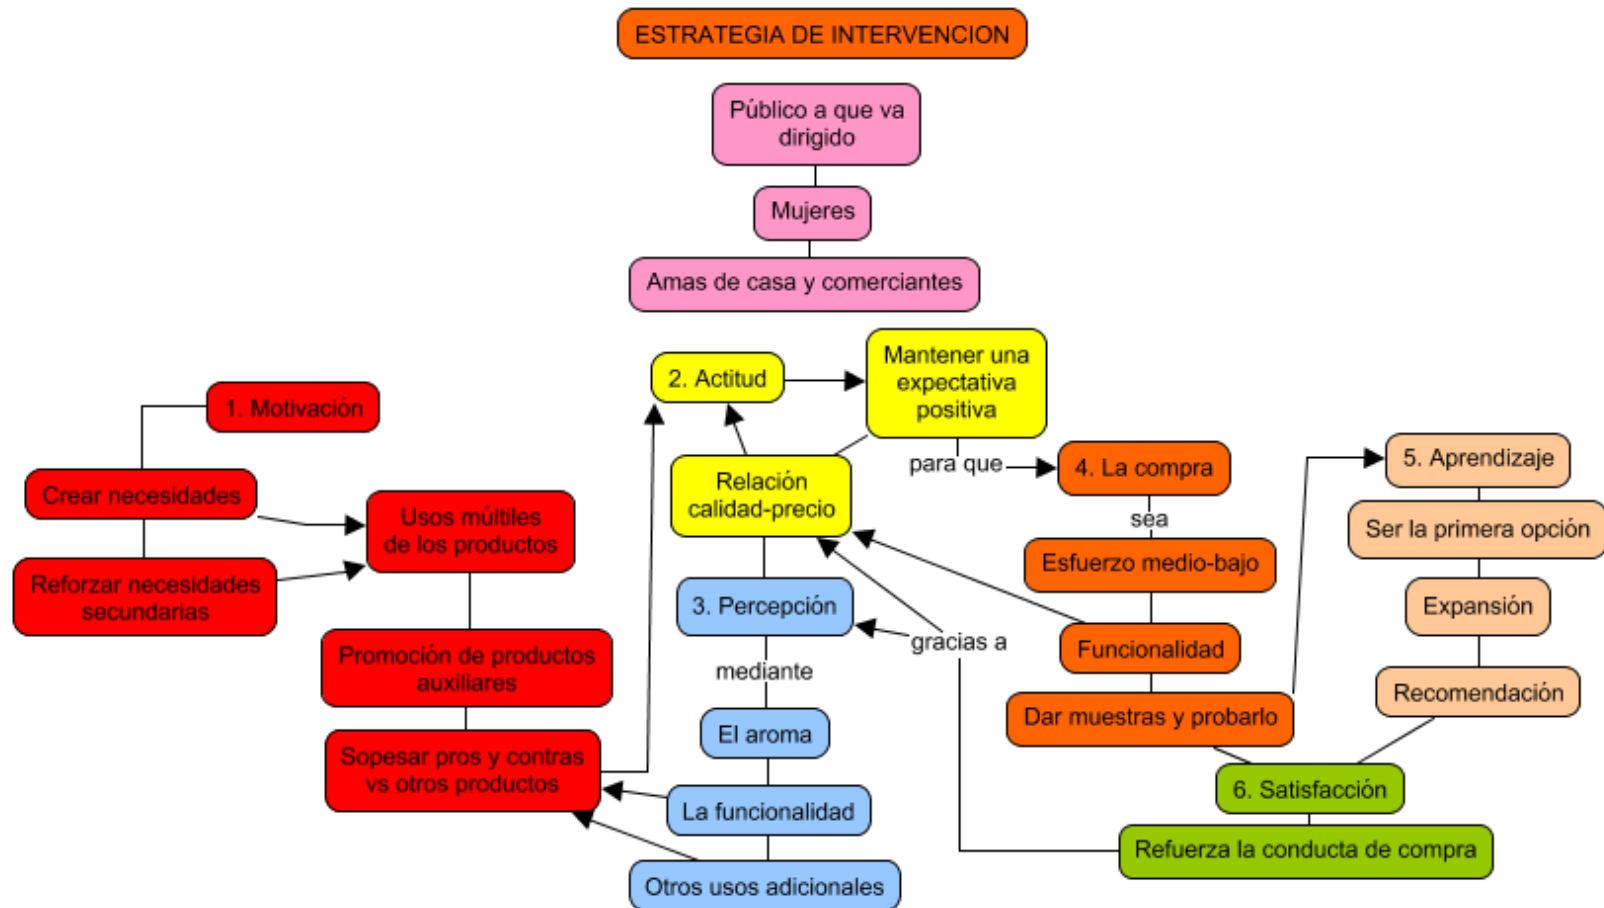 ESTRATEGIA DE INTERVENCION
Público a que va
dirigido
Mujeres
Amas de casa y comerciantes
1. Motivación
Crear necesidades
Reforzar necesidades
secundarias
Usos múltiles
de los productos
Promoción de productos
auxiliares
Sopesar pros y contras
vs otros productos
2. Actitud
Mantener una
expectativa
positiva
Relación
calidad-precio
3. Percepción
mediante
El aroma
La funcionalidad
Otros usos adicionales
para que
4. La compra
sea
Esfuerzo medio-bajo
Funcionalidad
Dar muestras y probarlo
5. Aprendizaje
Ser la primera opción
Expansión
Recomendación
6. Satisfacción
Refuerza la conducta de compra
gracias a